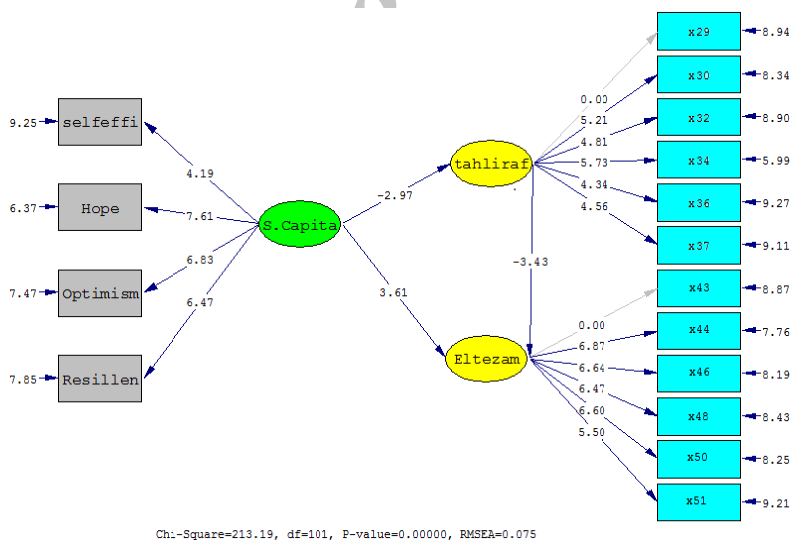 x29 8.94
x30 8.34
x32 8.90
x34 5.99
x36 9.27
x37 9.11
x43 8.87
x44 7.76
x46 8.19
x48 8.43
x50 8.25
x51 9.21
9.25 selfeffi
6.37 Hope
7.47 Optimism
7.85 Resillen
4.19
7.61
6.83
6.47
S.Capita
-2.97
3.61
tahliraf
-3.43
Eltezam
0.00
5.21
4.81
5.73
4.34
4.56
0.00
6.87
6.64
6.47
6.60
5.50
Chi-Square=213.19, df=101, P-value=0.00000, RMSEA=0.075